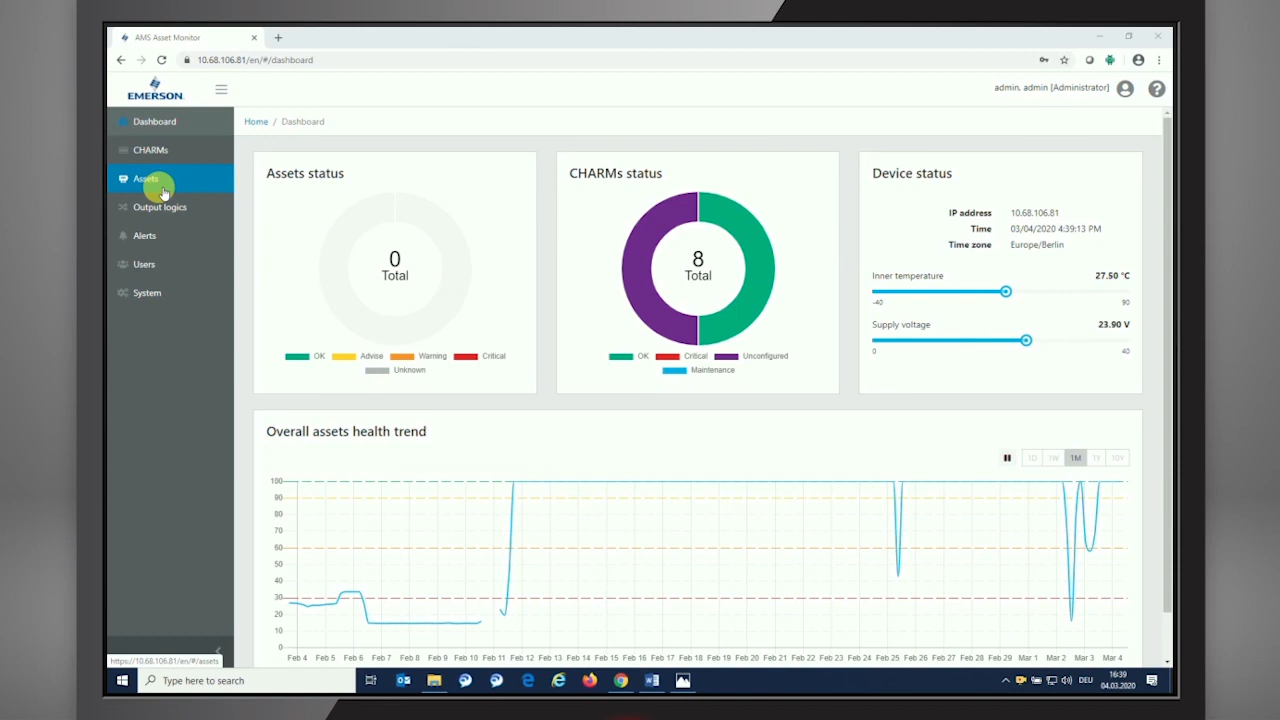 AMS Asset Monitor
10.68.106.81/en/#/dashboard
EMERSON
admin, admin [Administrator]
Dashboard
CHARMs
Assets
Output logics
Alerts
Users
System
Home / Dashboard
Assets status
0
Total
OK
Advise
Warning
Critical
Unknown
CHARMs status
8
Total
OK
Critical
Unconfigured
Maintenance
Device status
IP address 10.68.106.81
Time 03/04/2020 4:39:13 PM
Time zone Europe/Berlin
Inner temperature 27.50 °C
-40 90
Supply voltage 23.90 V
0 40
Overall assets health trend
1D 1W 1M 1Y 10Y
100
90
80
70
60
50
40
30
20
10
0
Feb 4 Feb 5 Feb 6 Feb 7 Feb 8 Feb 9 Feb 10 Feb 11 Feb 12 Feb 13 Feb 14 Feb 15 Feb 16 Feb 17 Feb 18 Feb 19 Feb 20 Feb 21 Feb 22 Feb 23 Feb 24 Feb 25 Feb 26 Feb 27 Feb 28 Feb 29 Mar 1 Mar 2 Mar 3 Mar 4
https://10.68.106.81/en/#/assets
Type here to search
DEU
16:39
04.03.2020